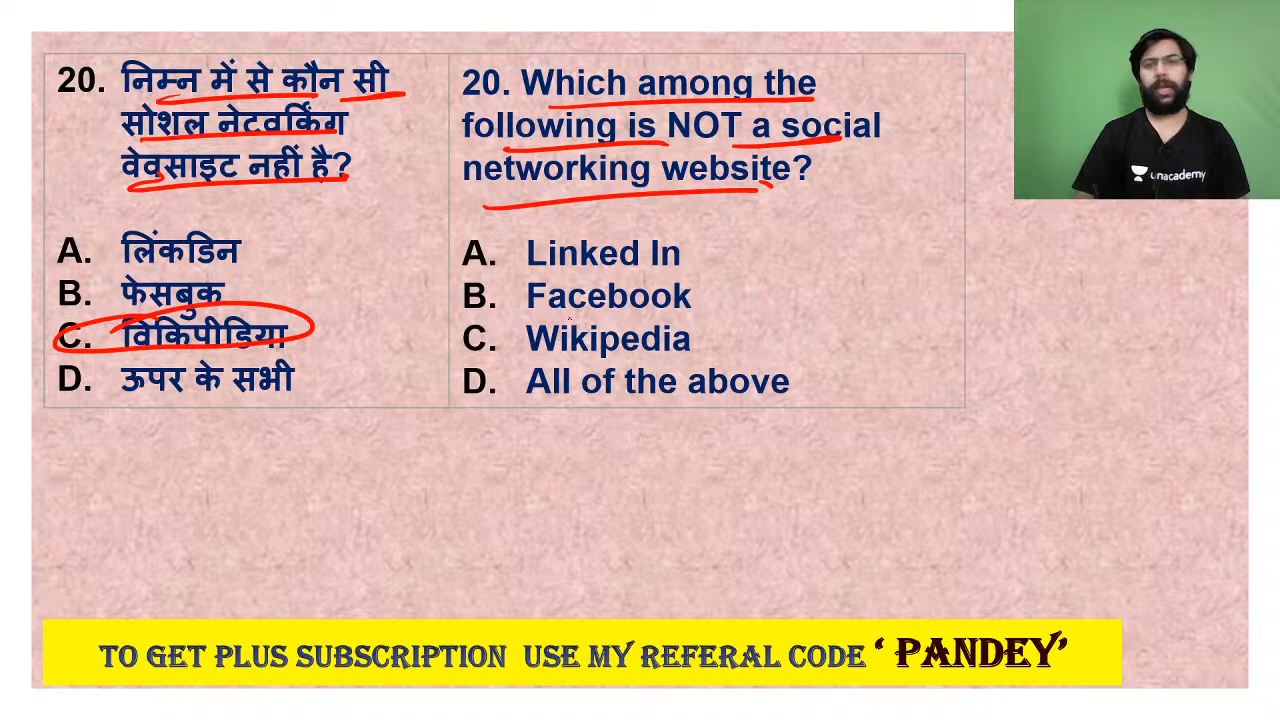 20. निम्न में से कौन सी
सोशल नेटवर्किंग
वेवसाइट नहीं है?
A. लिंकडिन
B. फेसबुक
C. विकिपीडिया
D. ऊपर के सभी
20. Which among the
following is NOT a social
networking website?
A. Linked In
B. Facebook
C. Wikipedia
D. All of the above
unacademy
TO GET PLUS SUBSCRIPTION USE MY REFERAL CODE ‘ PANDEY’